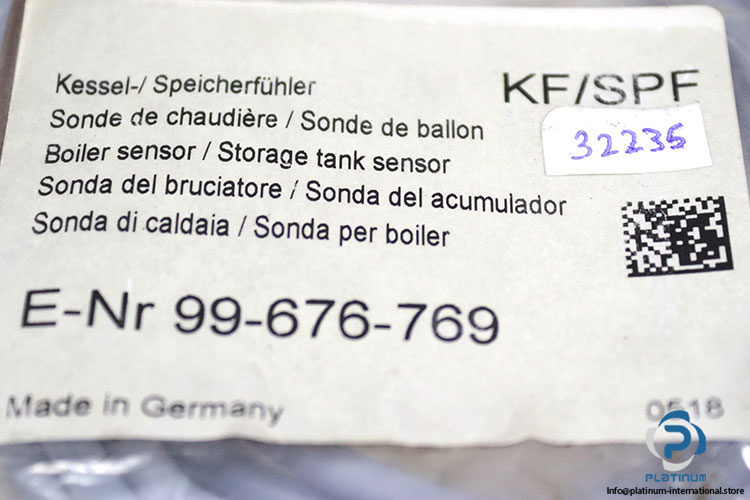 Kessel-/ Speicherfühler
KF/SPF
Sonde de chaudière / Sonde de ballon
32235
Boiler sensor / Storage tank sensor
Sonda del bruciatore / Sonda del acumulador
Sonda di caldaia / Sonda per boiler
E-Nr 99-676-769
Made in Germany
0518
PLATINUM
Info@platinum-international.store